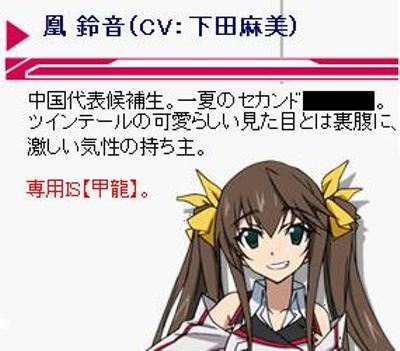 凰 鈴音(CV:下田麻美)
中国代表候補生。一夏のセカンド。
ツインテールの可愛らしい見た目とは裏腹に、
激しい気性の持ち主。
専用IS【甲龍】。